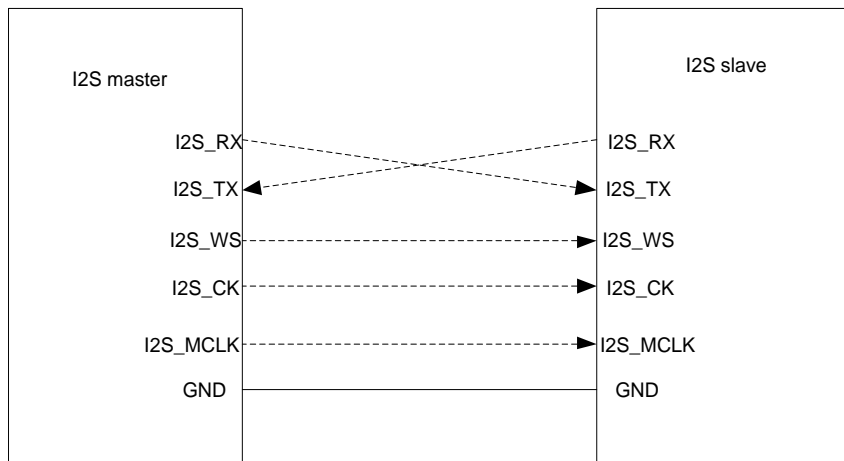 I2S master
I2S slave
I2S_RX I2S_RX
I2S_TX I2S_TX
I2S_WS I2S_WS
I2S_CK I2S_CK
I2S_MCLK I2S_MCLK
GND GND